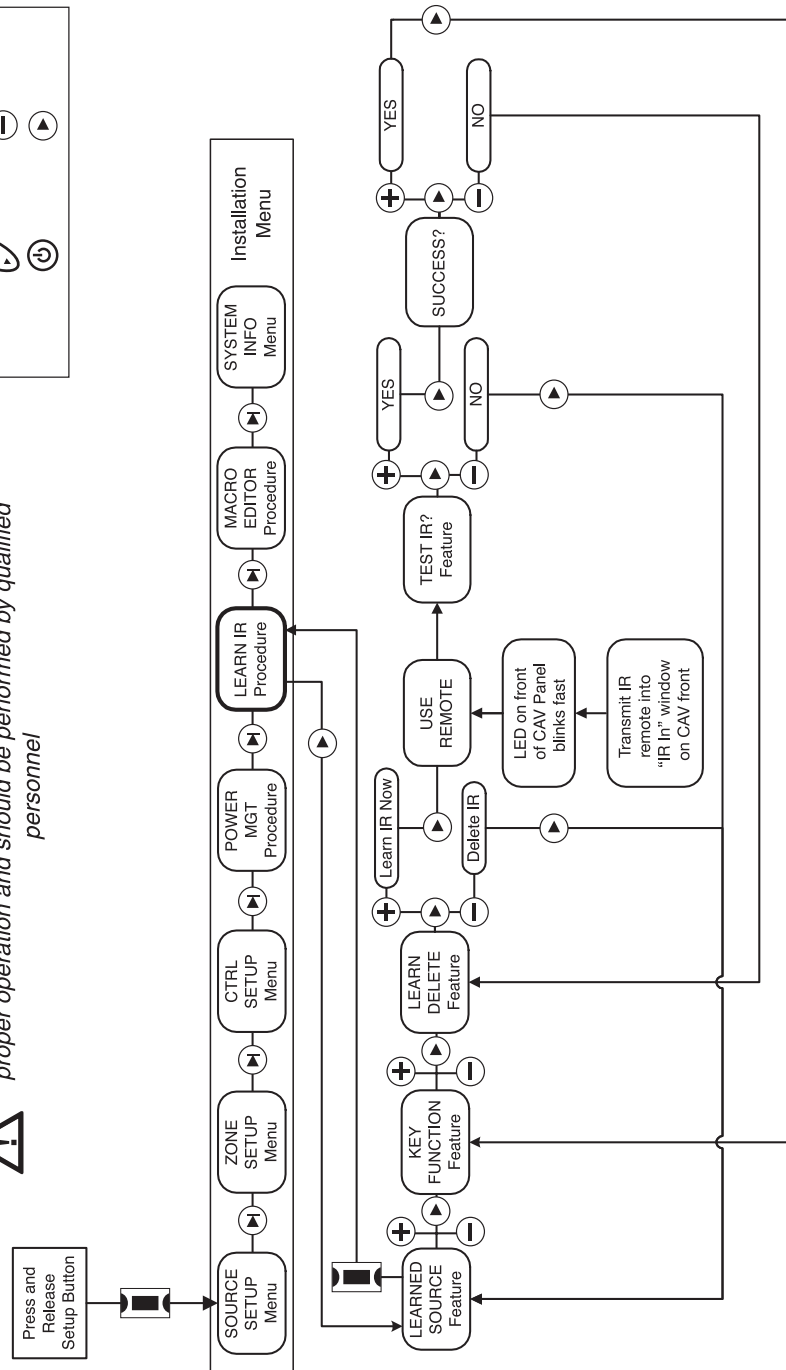 proper operation and should be performed by qualified
personnel
Press and
Release
Setup Button
Installation
Menu
SOURCE
SETUP
Menu
ZONE
SETUP
Menu
CTRL
SETUP
Menu
POWER
MGT
Procedure
LEARN IR
Procedure
MACRO
EDITOR
Procedure
SYSTEM
INFO
Menu
LEARNED
SOURCE
Feature
KEY
FUNCTION
Feature
LEARN
DELETE
Feature
Learn IR Now
Delete IR
USE
REMOTE
LED on front
of CAV Panel
blinks fast
Transmit IR
remote into
“IR In” window
on CAV front
TEST IR?
Feature
YES
NO
SUCCESS?
YES
NO